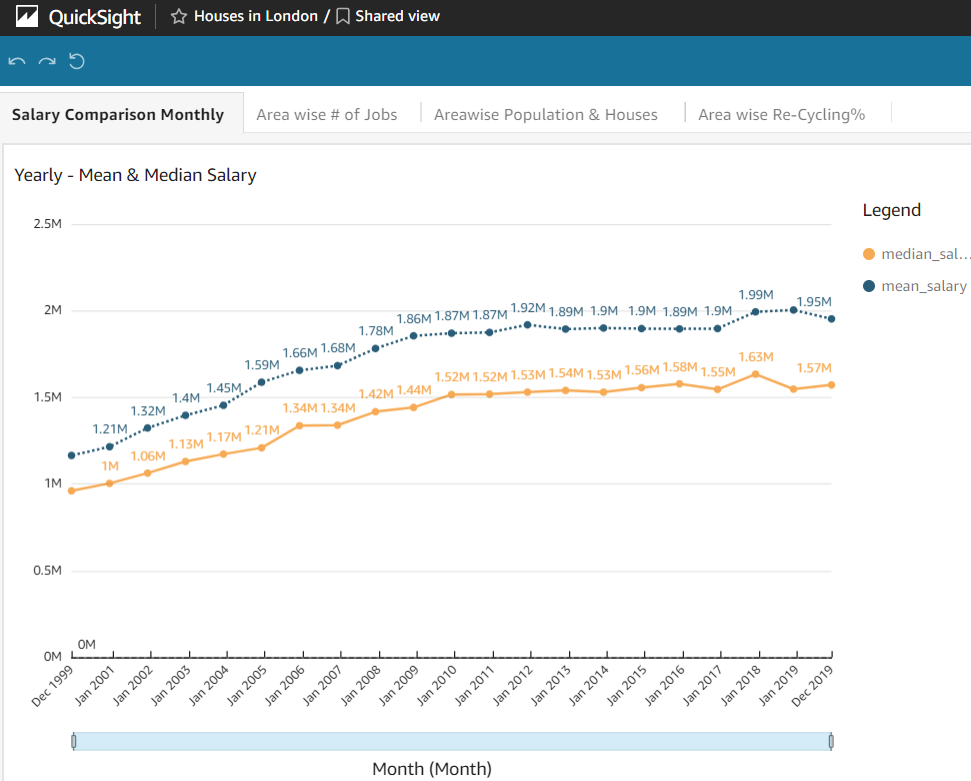 QuickSight Houses in London / Shared view
Salary Comparison Monthly Area wise # of Jobs Areawise Population & Houses Area wise Re-Cycling%
Yearly - Mean & Median Salary
Legend
median_sal...
mean_salary
2.5M
2M
1.5M
1M
0.5M
0M
0M
1.21M 1.32M 1.4M 1.45M 1.59M 1.66M 1.68M 1.78M 1.86M 1.87M 1.87M 1.92M 1.89M 1.9M 1.9M 1.89M 1.9M 1.99M 1.95M
1M 1.06M 1.13M 1.17M 1.21M 1.34M 1.34M 1.42M 1.44M 1.52M 1.52M 1.53M 1.54M 1.53M 1.56M 1.58M 1.55M 1.63M 1.57M
Dec 1999 Jan 2001 Jan 2002 Jan 2003 Jan 2004 Jan 2005 Jan 2006 Jan 2007 Jan 2008 Jan 2009 Jan 2010 Jan 2011 Jan 2012 Jan 2013 Jan 2014 Jan 2015 Jan 2016 Jan 2017 Jan 2018 Jan 2019 Dec 2019
Month (Month)